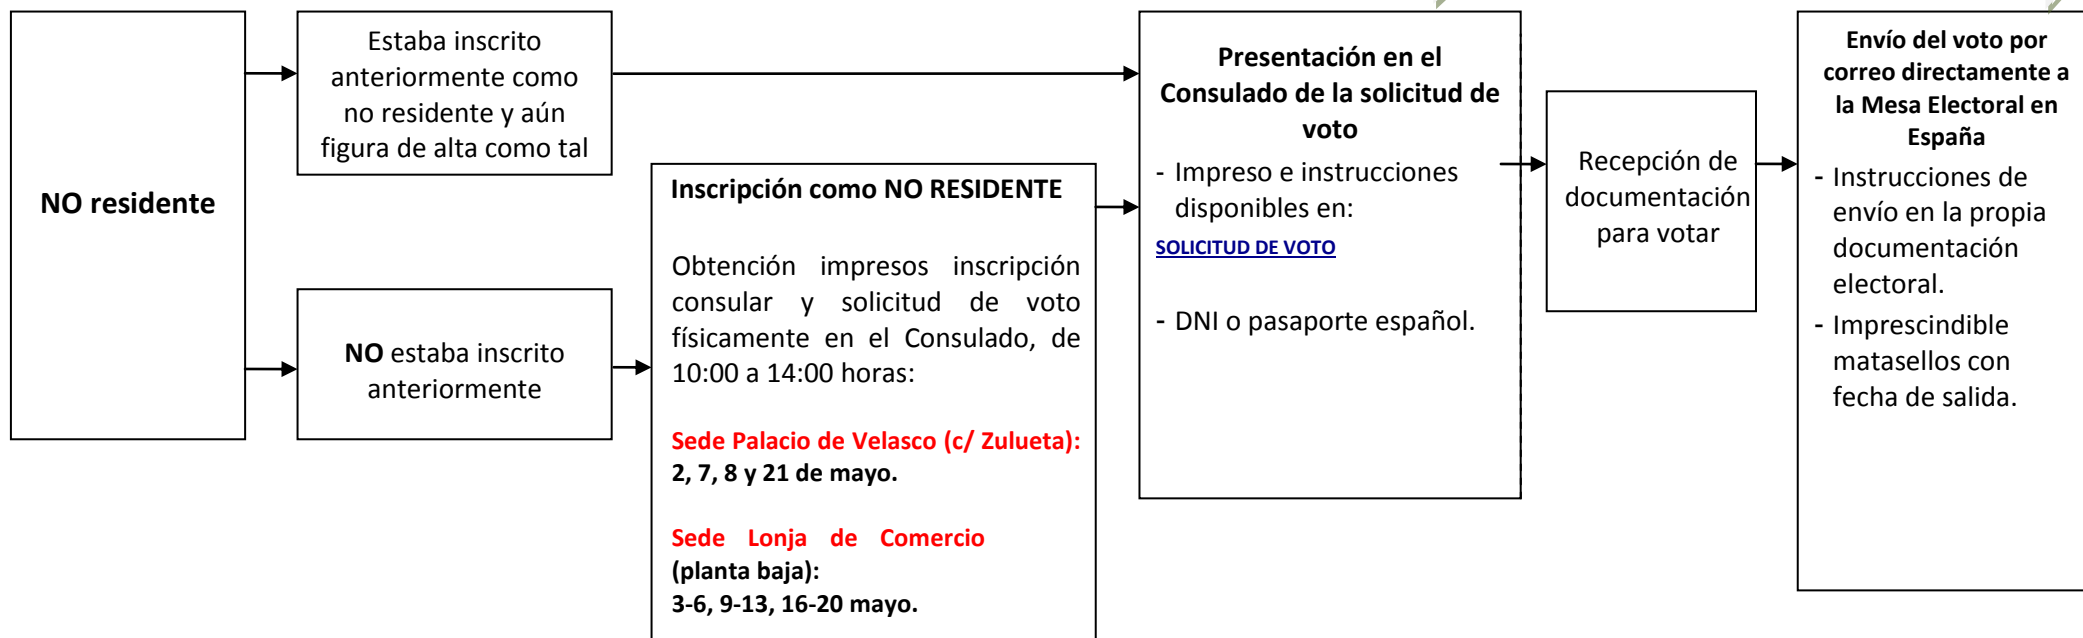 NO residente
Estaba inscrito
anteriormente como
no residente y aún
figura de alta como tal
NO estaba inscrito
anteriormente
Inscripción como NO RESIDENTE
Obtención impresos inscripción
consular y solicitud de voto
físicamente en el Consulado, de
10:00 a 14:00 horas:
Sede Palacio de Velasco (c/ Zulueta):
2, 7, 8 y 21 de mayo.
Sede Lonja de Comercio
(planta baja):
3-6, 9-13, 16-20 mayo.
Presentación en el
Consulado de la solicitud de
voto
- Impreso e instrucciones
disponibles en:
SOLICITUD DE VOTO
- DNI o pasaporte español.
Recepción de
documentación
para votar
Envío del voto por
correo directamente a
la Mesa Electoral en
España
- Instrucciones de
envío en la propia
documentación
electoral.
- Imprescindible
matasellos con
fecha de salida.